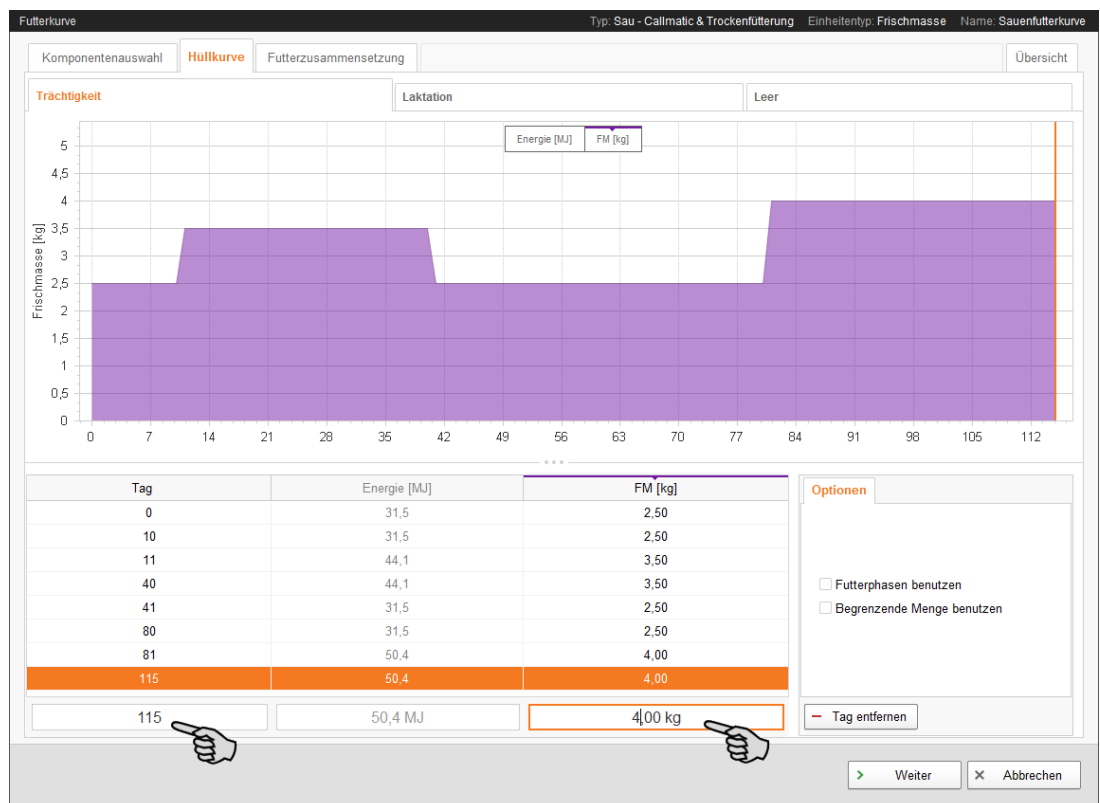 Futterkurve Typ: Sau - Callmatic & Trockenfütterung Einheitentyp: Frischmasse Name: Sauenfutterkurve
Komponentenauswahl Hüllkurve Futterzusammensetzung Übersicht
Trächtigkeit Laktation Leer
Energie [MJ] FM [kg]
Frischmasse [kg]
5
4,5
4
3,5
3
2,5
2
1,5
1
0,5
0
0 7 14 21 28 35 42 49 56 63 70 77 84 91 98 105 112
Tag Energie [MJ] FM [kg]
0 31,5 2,50
10 31,5 2,50
11 44,1 3,50
40 44,1 3,50
41 31,5 2,50
80 31,5 2,50
81 50,4 4,00
115 50,4 4,00
115 50,4 MJ 4,00 kg
Optionen
Futterphasen benutzen
Begrenzende Menge benutzen
Tag entfernen
Weiter Abbrechen